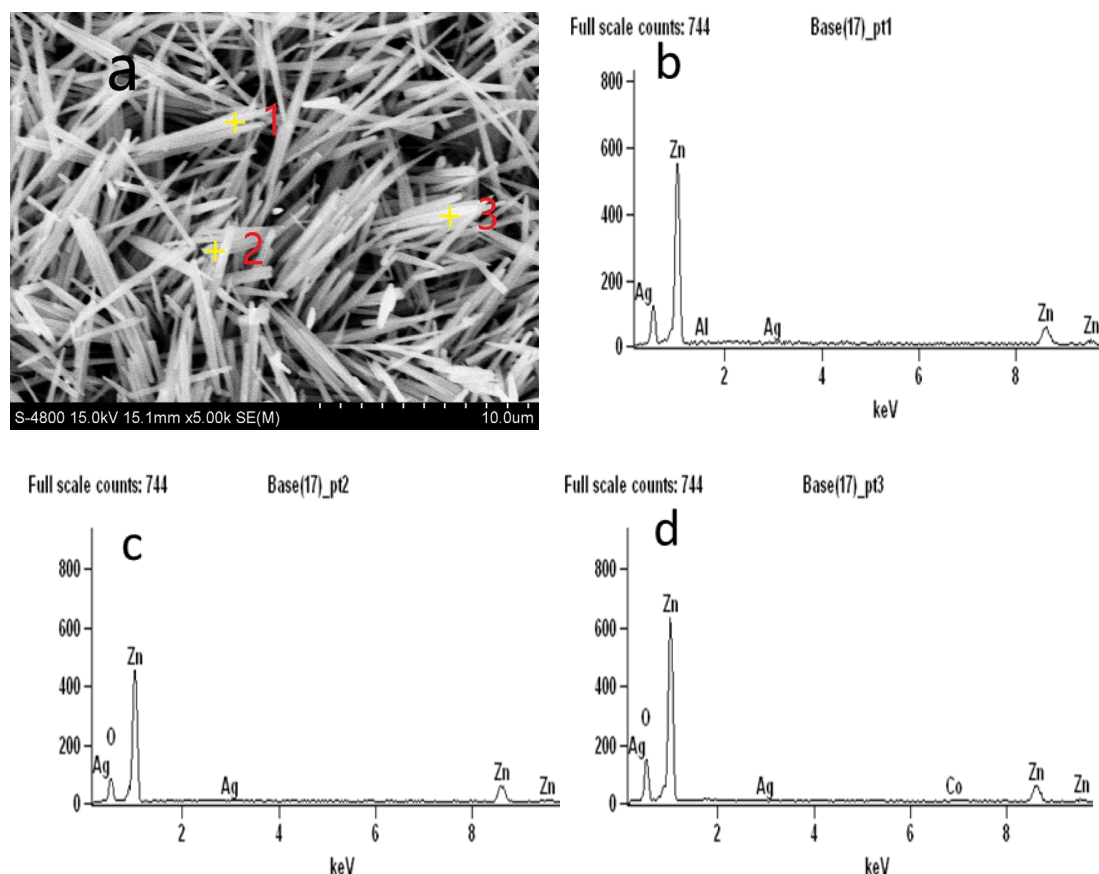 a
1
2
3
S-4800 15.0kV 15.1mm x5.00k SE(M) 10.0um
Full scale counts: 744 Base(17)_pt1
b
800
600
400
200
0
Zn
Ag
Al
Ag
Zn
Zn
2 4 6 8
keV
Full scale counts: 744 Base(17)_pt2
c
800
600
400
200
0
Zn
O
Ag
Ag
Zn
Zn
2 4 6 8
keV
Full scale counts: 744 Base(17)_pt3
d
800
600
400
200
0
Zn
O
Ag
Ag
Co
Zn
Zn
2 4 6 8
keV